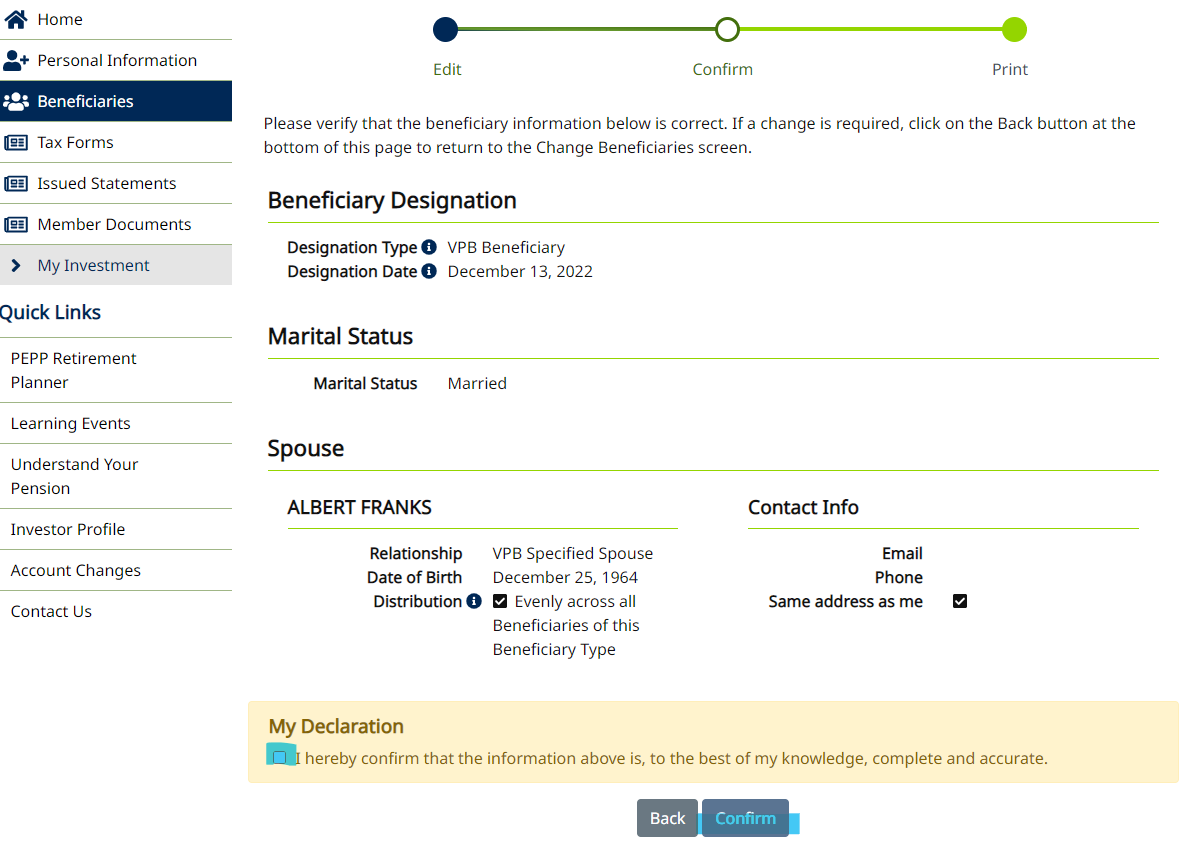 Home
Personal Information
Beneficiaries
Tax Forms
Issued Statements
Member Documents
My Investment
Quick Links
PEPP Retirement
Planner
Learning Events
Understand Your
Pension
Investor Profile
Account Changes
Contact Us
Edit
Confirm
Print
Please verify that the beneficiary information below is correct. If a change is required, click on the Back button at the
bottom of this page to return to the Change Beneficiaries screen.
Beneficiary Designation
Designation Type VPB Beneficiary
Designation Date December 13, 2022
Marital Status
Marital Status Married
Spouse
ALBERT FRANKS
Relationship VPB Specified Spouse
Date of Birth December 25, 1964
Distribution Evenly across all
Beneficiaries of this
Beneficiary Type
Contact Info
Email
Phone
Same address as me
My Declaration
I hereby confirm that the information above is, to the best of my knowledge, complete and accurate.
Back
Confirm